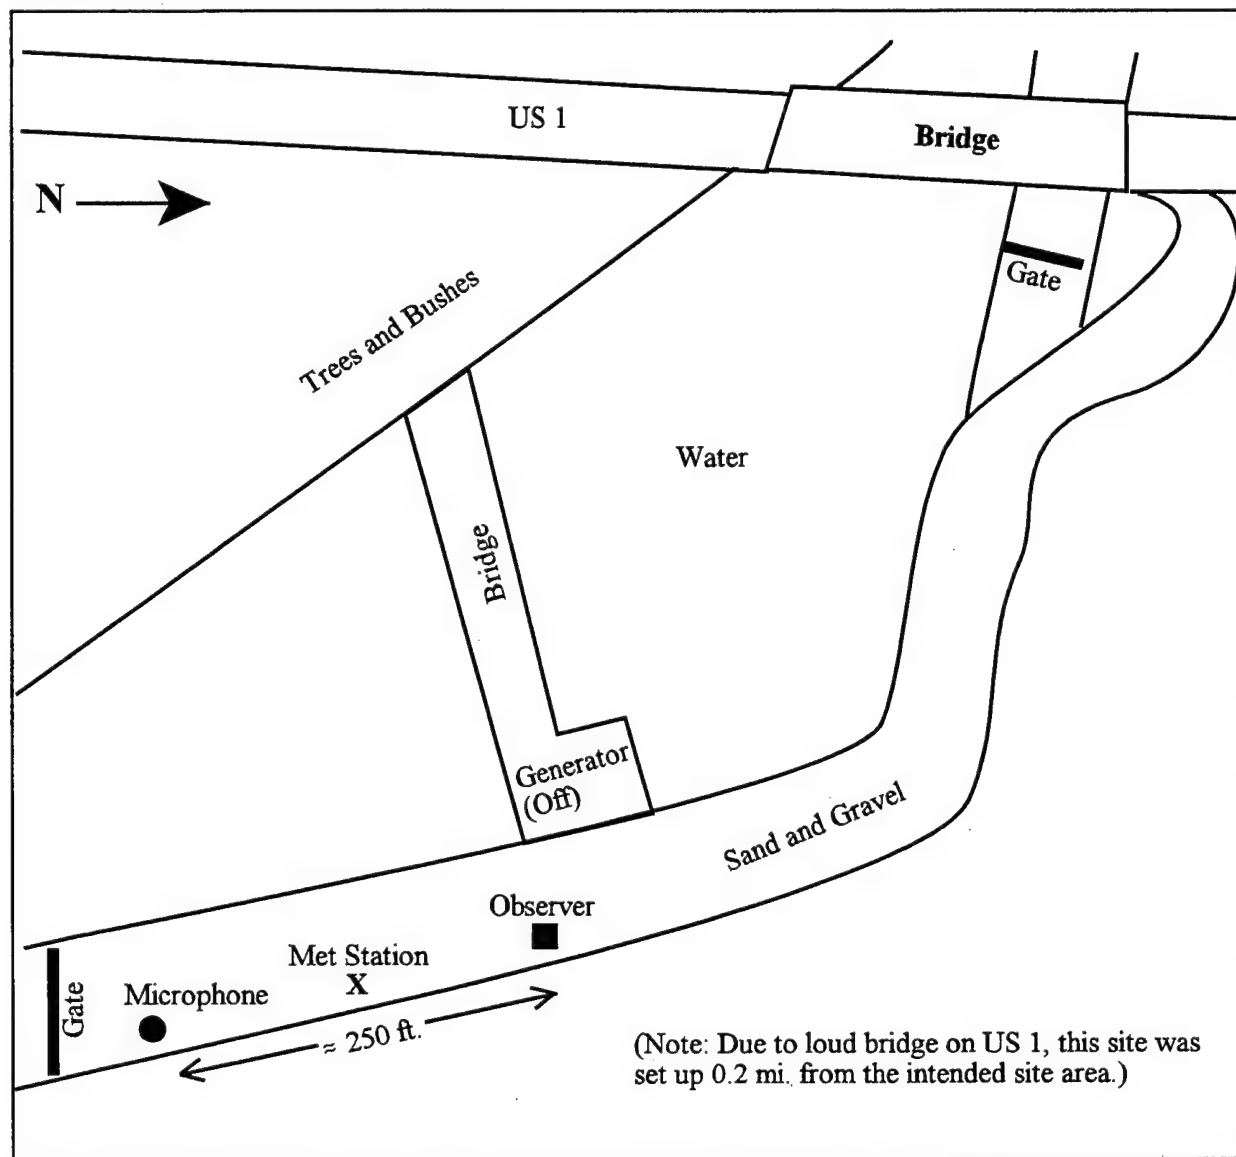 US 1
Bridge
N
Gate
Trees and Bushes
Water
Bridge
Generator
(Off)
Sand and Gravel
Observer
Met Station
X
Microphone
Gate
≈ 250 ft.
(Note: Due to loud bridge on US 1, this site was
set up 0.2 mi. from the intended site area.)